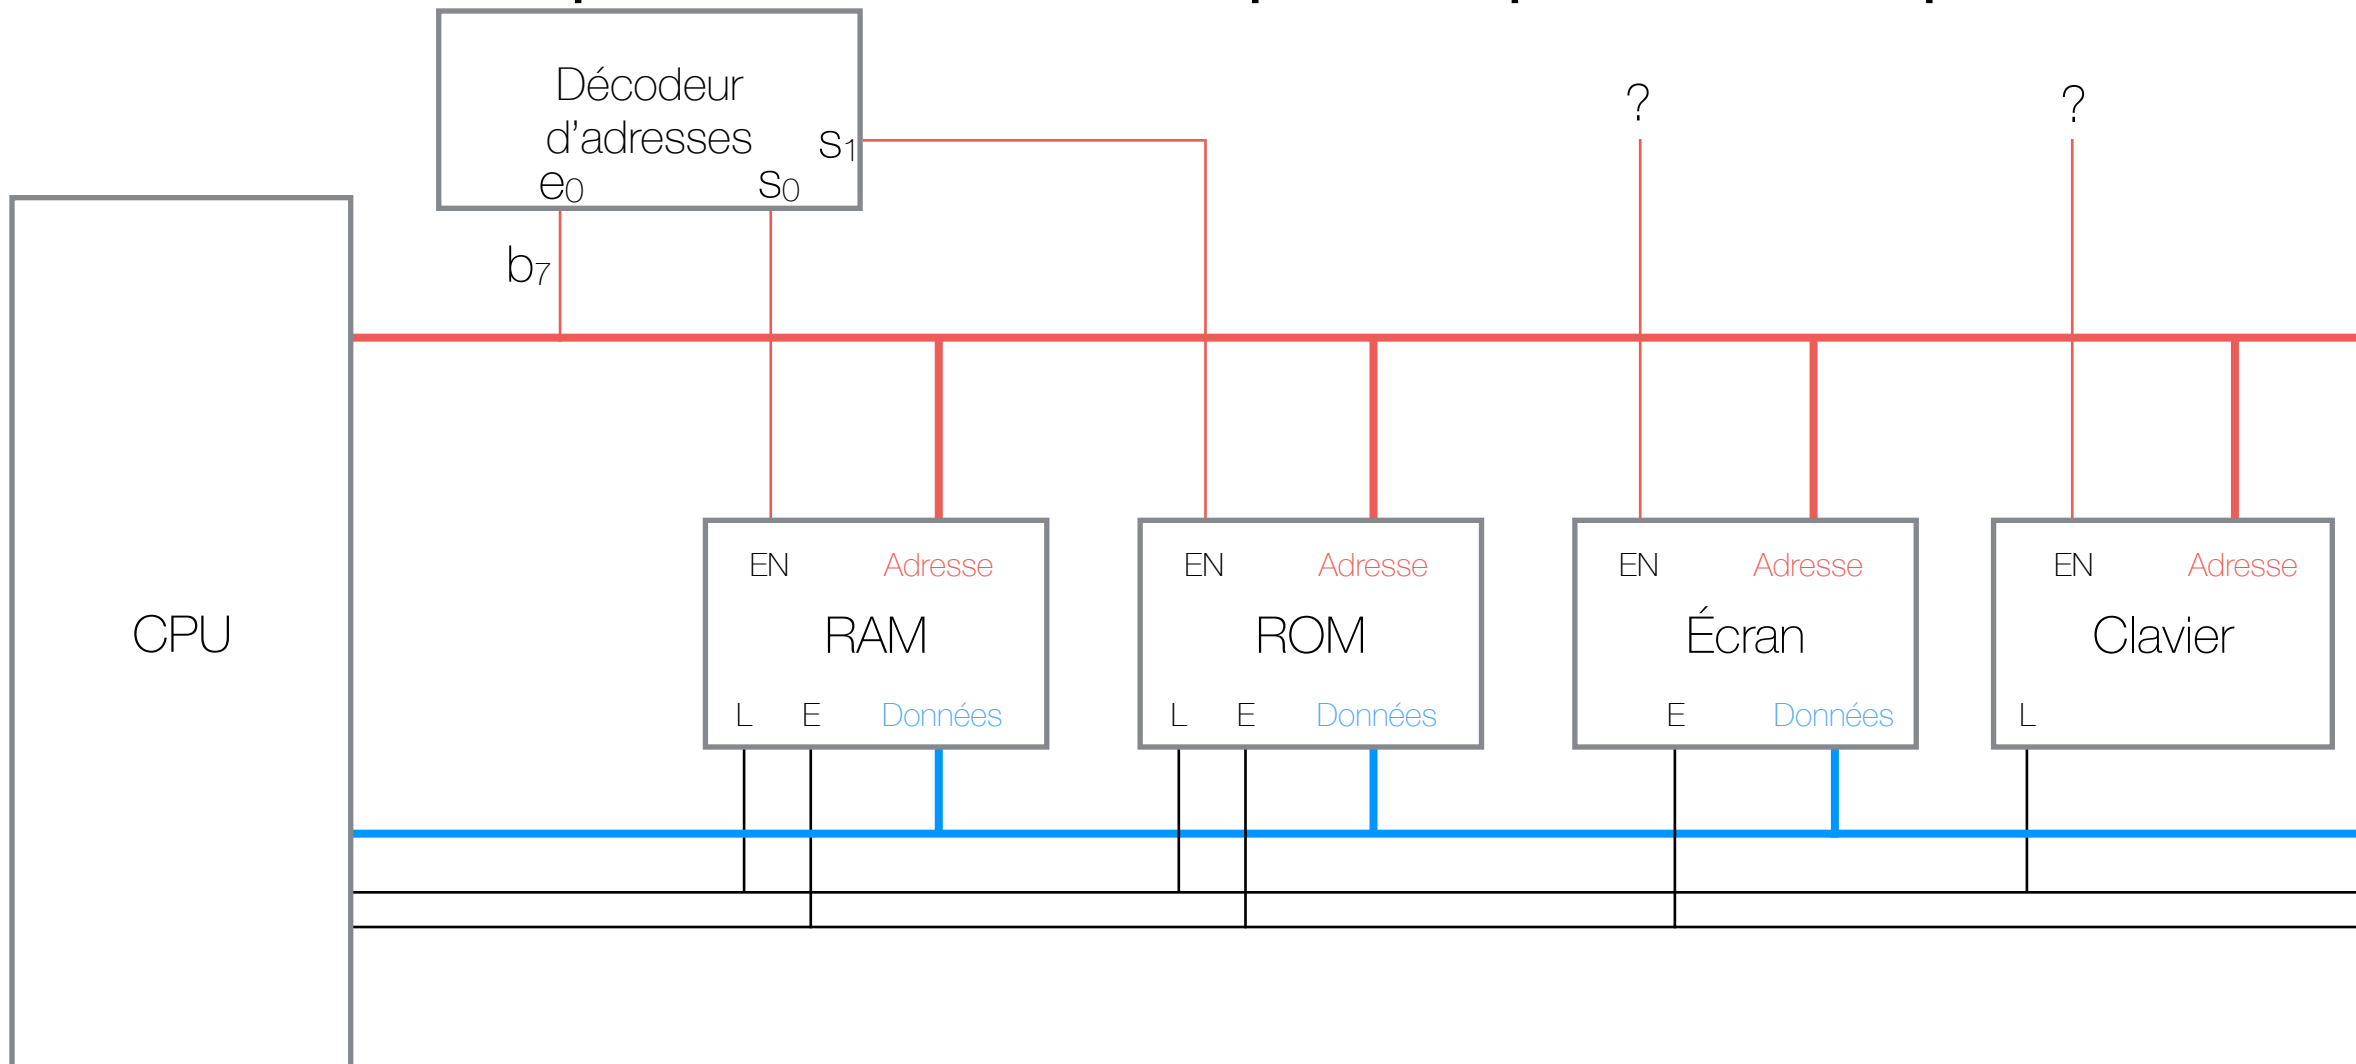 Décodeur
d'adresses
s1
e0
s0
b7
?
?
CPU
EN Adresse
RAM
L E Données
EN Adresse
ROM
L E Données
EN Adresse
Écran
E Données
EN Adresse
Clavier
L